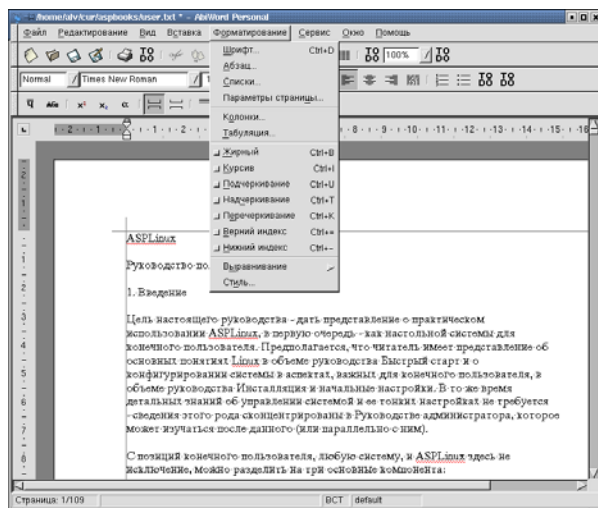 /home/alv/cur/aspbooks/user.txt * - AbiWord Personal
Файл Редактирование Вид Вставка Форматирование Сервис Окно Помощь
100%
Normal Times New Roman
Шрифт... Ctrl+D
Абзац...
Списки...
Параметры страницы...
Колонки...
Табуляция...
Жирный Ctrl+B
Курсив Ctrl+I
Подчеркивание Ctrl+U
Надчеркивание Ctrl+T
Перечеркивание Ctrl+K
Верхний индекс Ctrl+=
Нижний индекс Ctrl+-
Выравнивание
Стиль...
ASPLinux
Руководство по
1. Введение
Цель настоящего руководства - дать представление о практическом
использовании ASPLinux, в первую очередь - как настольной системы для
конечного пользователя. Предполагается, что читатель имеет представление об
основных понятиях Linux в объеме руководства Быстрый старт и о
конфигурировании системы в аспектах, важных для конечного пользователя, в
объеме руководства Инсталляция и начальные настройки. В то же время
детальных знаний об управлении системой и ее тонких настройках не требуется
- сведения этого рода сконцентрированы в Руководстве администратора, которое
может изучаться после данного (или параллельно с ним).
С позиций конечного пользователя, любую систему, и ASPLinux здесь не
исключение, можно разделить на три основные компонента:
Страница: 1/109 ВСТ default